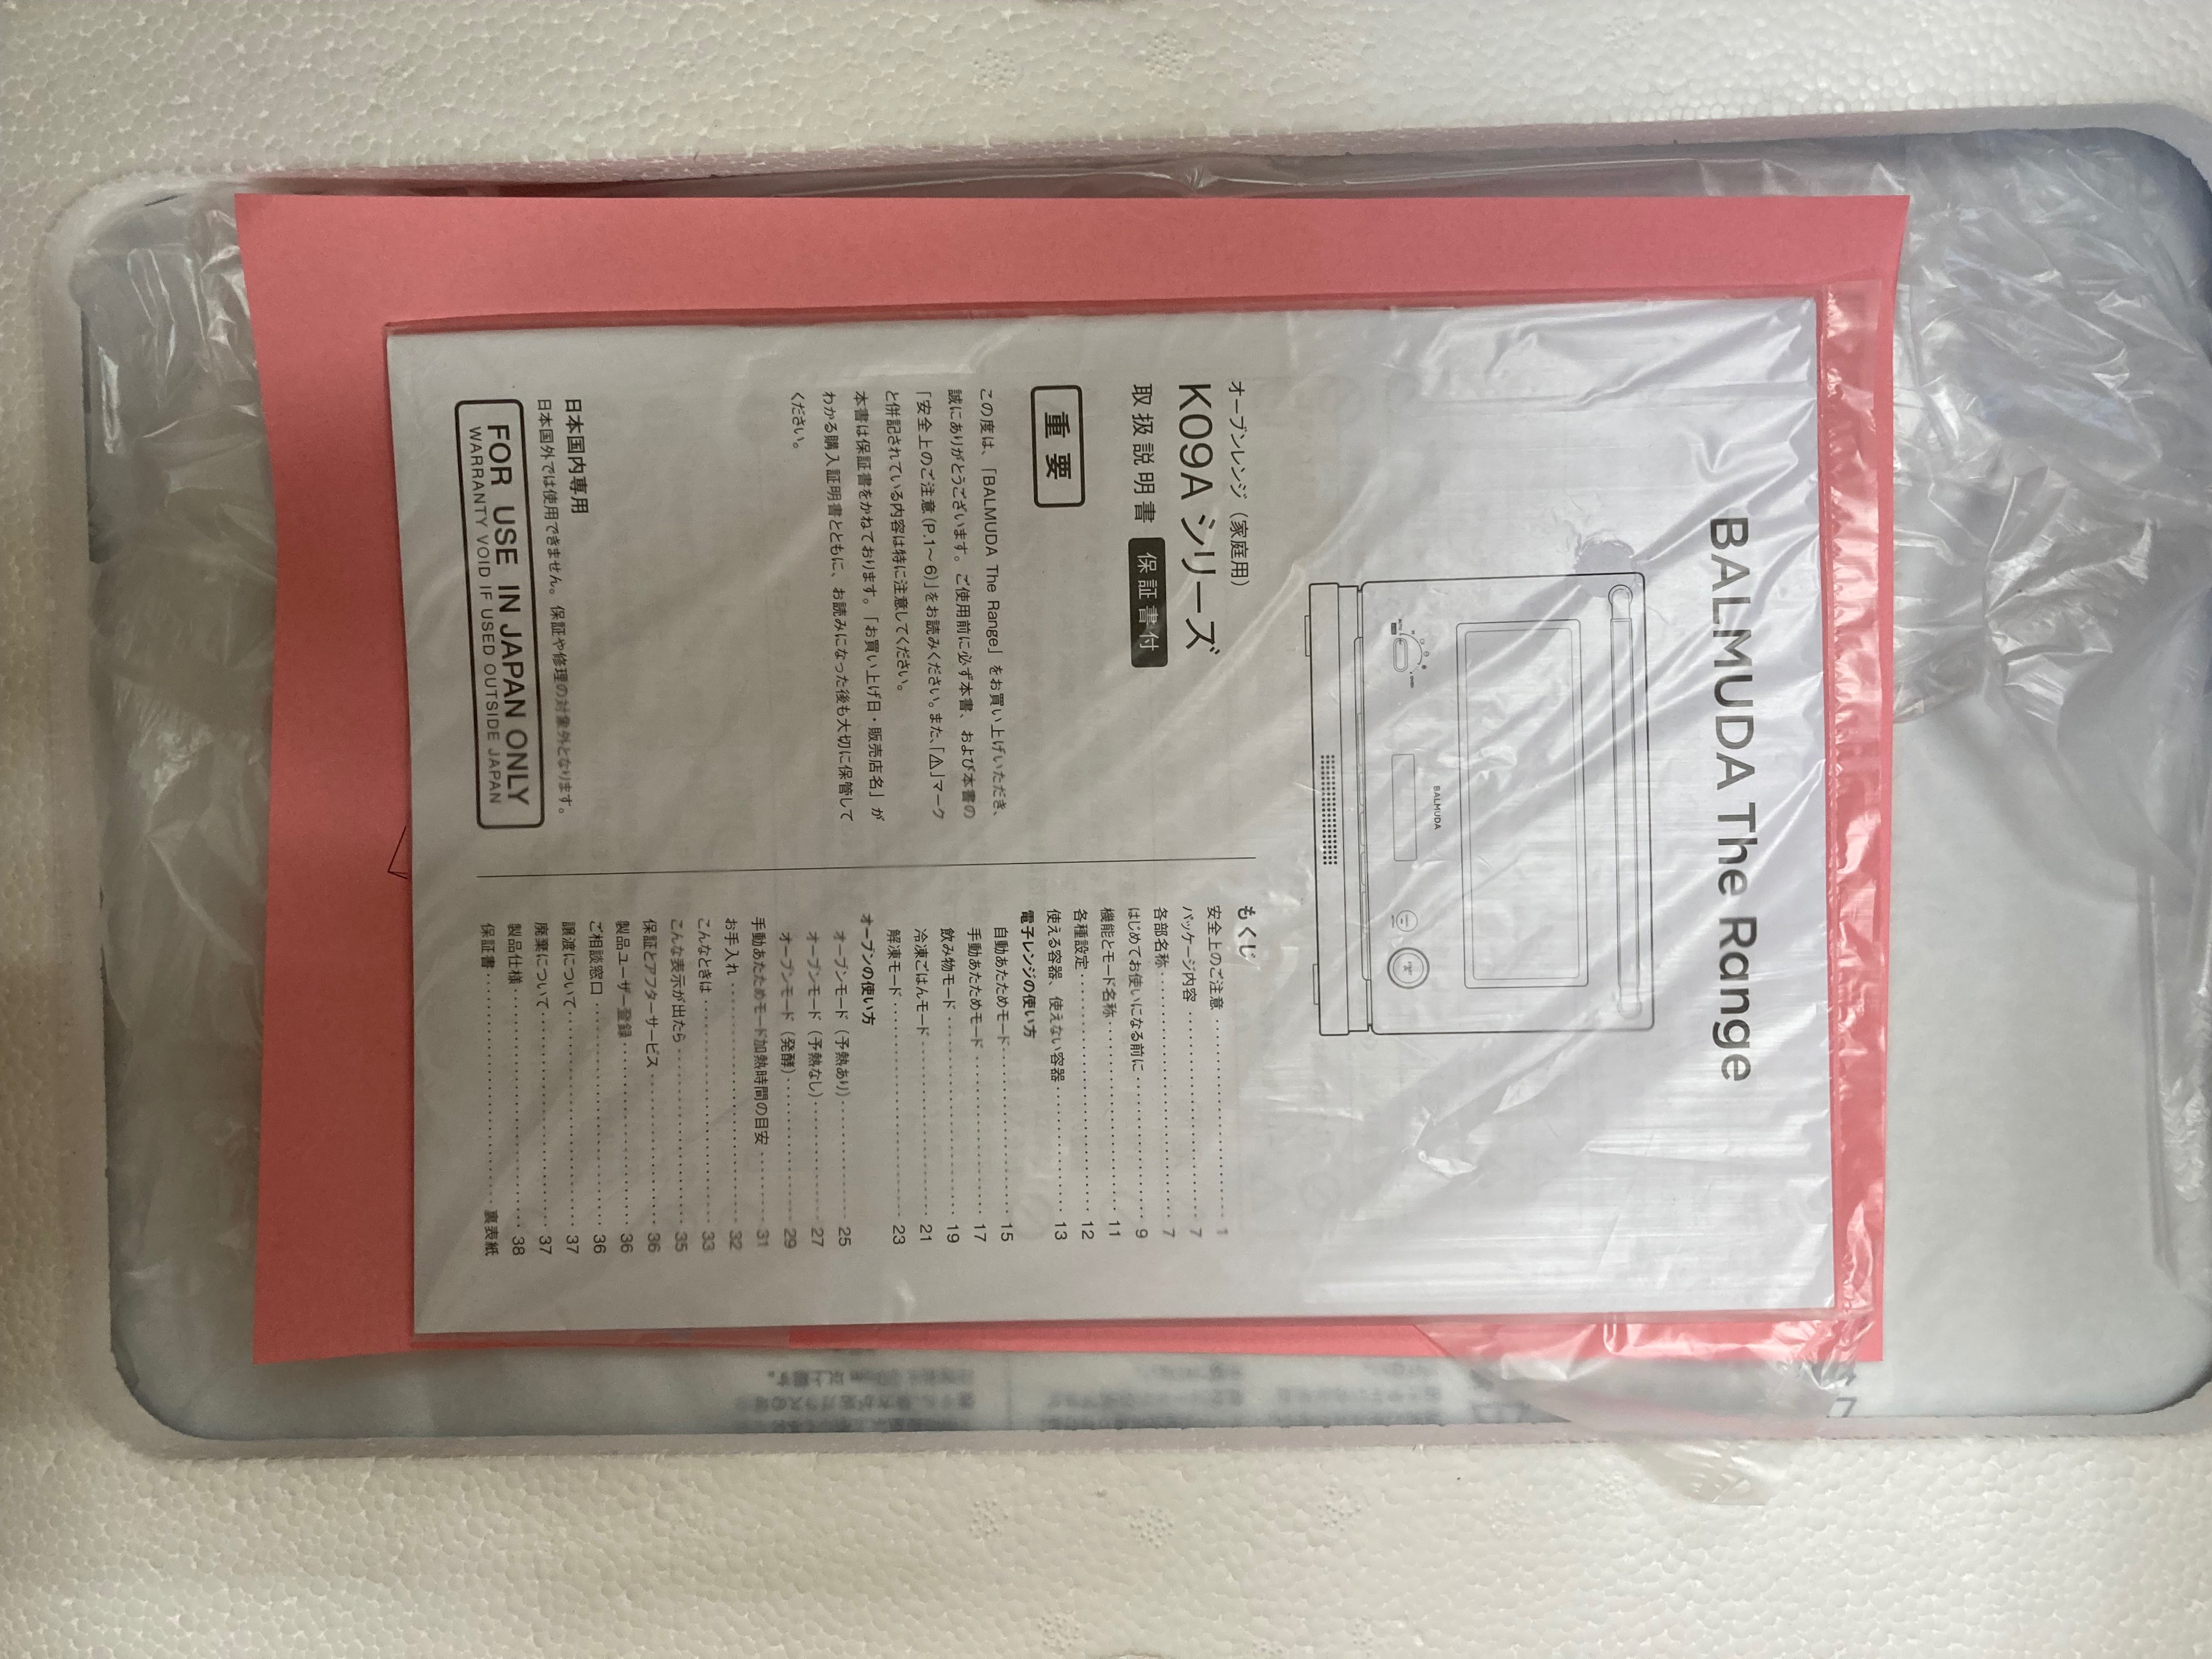 BALMUDA The Range
BALMUDA
オーブンレンジ（家庭用）
K09A シリーズ
取扱説明書 保証書付
重要
この度は、「BALMUDA The Range」をお買い上げいただき、
誠にありがとうございます。ご使用前に必ず本書、および本書の
「安全上のご注意（P.1〜6）」をお読みください。また、「⚠」マーク
と併記されている内容は特に注意してください。
本書は保証書をかねております。「お買い上げ日・販売店名」が
わかる購入証明書とともに、お読みになった後も大切に保管して
ください。
日本国内専用
日本国外では使用できません。保証や修理の対象外となります。
FOR USE IN JAPAN ONLY
WARRANTY VOID IF USED OUTSIDE JAPAN
もくじ
安全上のご注意 1
パッケージ内容 7
各部名称 7
はじめてお使いになる前に 9
機能とモード名称 11
各種設定 12
使える容器、使えない容器 13
電子レンジの使い方
自動あたためモード 15
手動あたためモード 17
飲み物モード 19
冷凍ごはんモード 21
解凍モード 23
オーブンの使い方
オーブンモード（予熱あり） 25
オーブンモード（予熱なし） 27
オーブンモード（発酵） 29
手動あたためモード加熱時間の目安 31
お手入れ 32
こんなときは 33
こんな表示が出たら 35
保証とアフターサービス 36
製品ユーザー登録 36
ご相談窓口 36
譲渡について 37
廃棄について 37
製品仕様 38
保証書 裏表紙